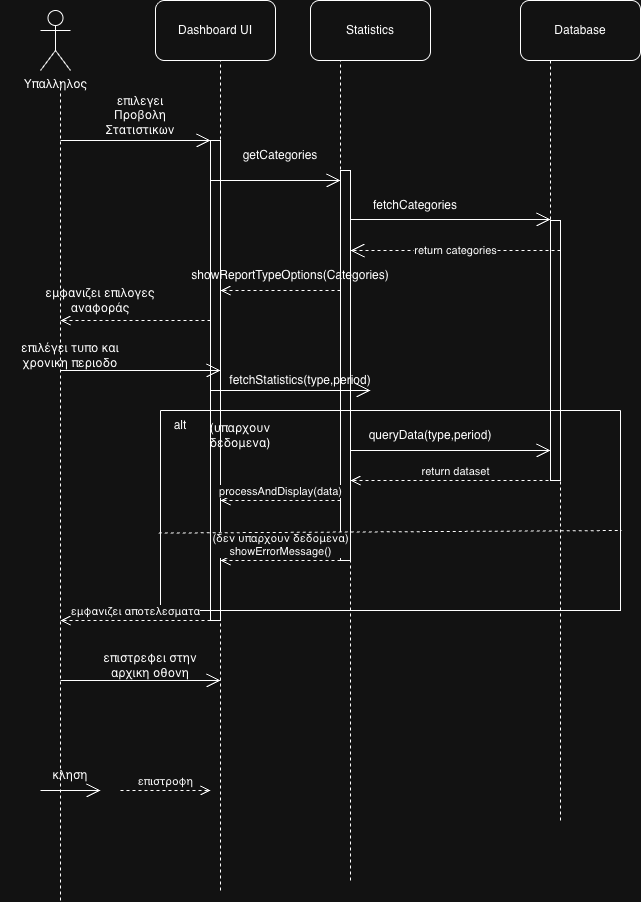 Dashboard UI
Statistics
Database
Υπαλληλος
επιλεγει
Προβολη
Στατιστικων
getCategories
fetchCategories
return categories
showReportTypeOptions(Categories)
εμφανιζει επιλογες
αναφοράς
επιλέγει τυπο και
χρονικη περιοδο
fetchStatistics(type,period)
alt
(υπαρχουν
δεδομενα)
queryData(type,period)
return dataset
processAndDisplay(data)
(δεν υπαρχουν δεδομενα)
showErrorMessage()
εμφανιζει αποτελεσματα
επιστρεφει στην
αρχικη οθονη
κληση
επιστροφη